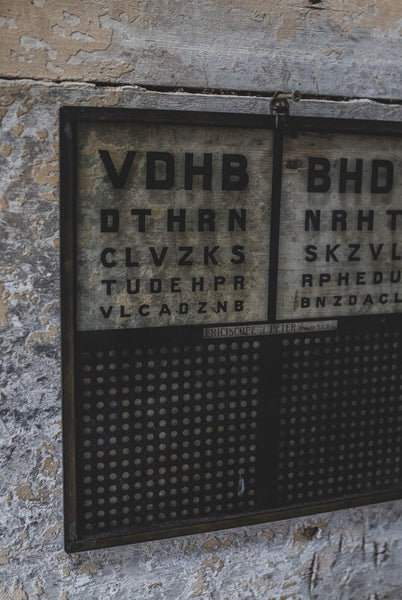 VDHB
DTHRN
CLVZKS
TUDEHPR
VLCADZNB
BHD
NRHT
SKZVL
RPHEDU
BNZDACL
J. PETER